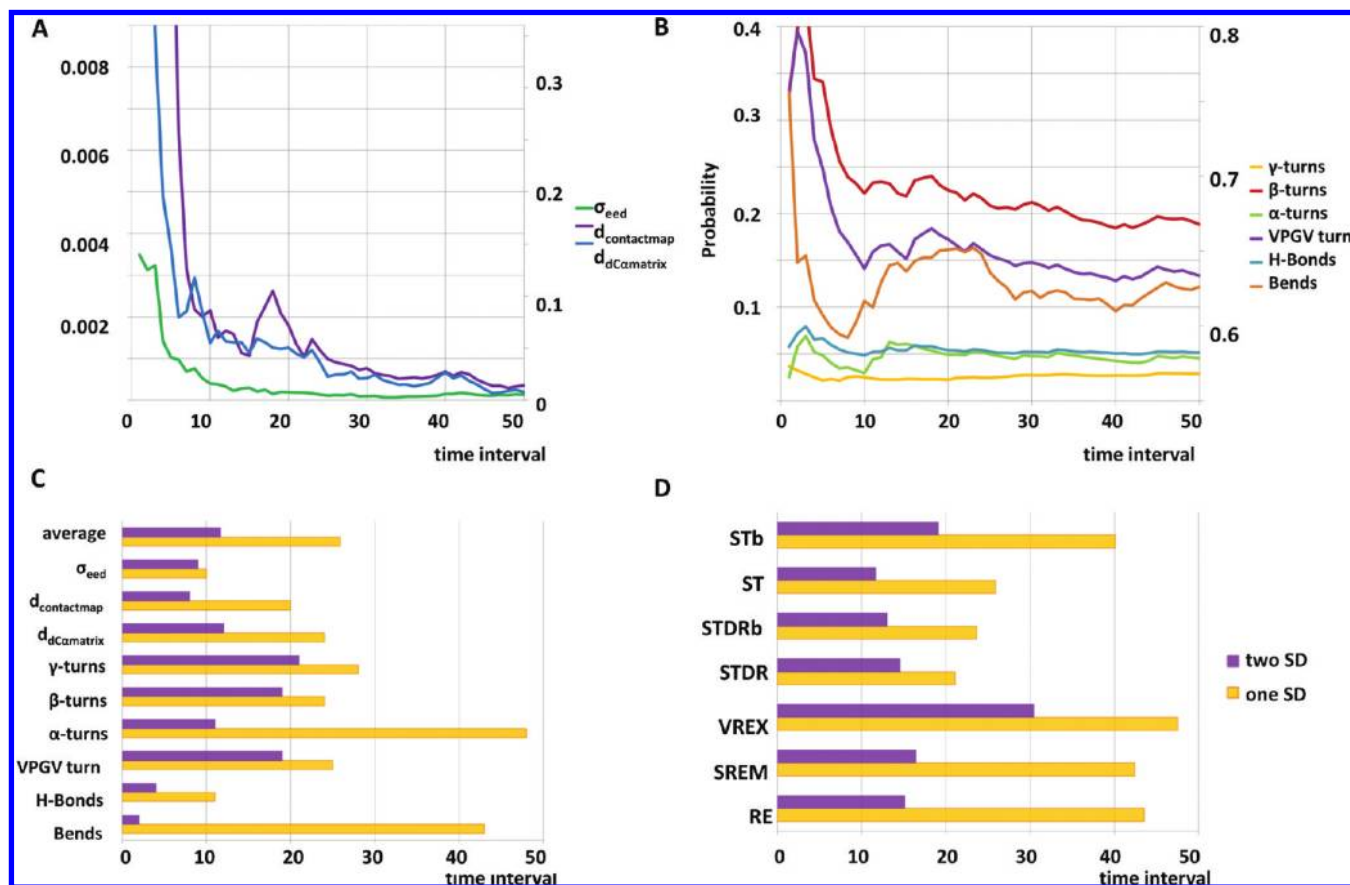 A
0.008
0.006
0.004
0.002
0.3
0.2
0.1
0
0 10 20 30 40 50
time interval
σeed
dcontactmap
ddCαmatrix
B
Probability
0.4
0.3
0.2
0.1
0.8
0.7
0.6
0 10 20 30 40 50
time interval
γ-turns
β-turns
α-turns
VPGV turn
H-Bonds
Bends
C
average
σeed
dcontactmap
ddCαmatrix
γ-turns
β-turns
α-turns
VPGV turn
H-Bonds
Bends
0 10 20 30 40 50
time interval
D
STb
ST
STDRb
STDR
VREX
SREM
RE
0 10 20 30 40 50
time interval
two SD
one SD